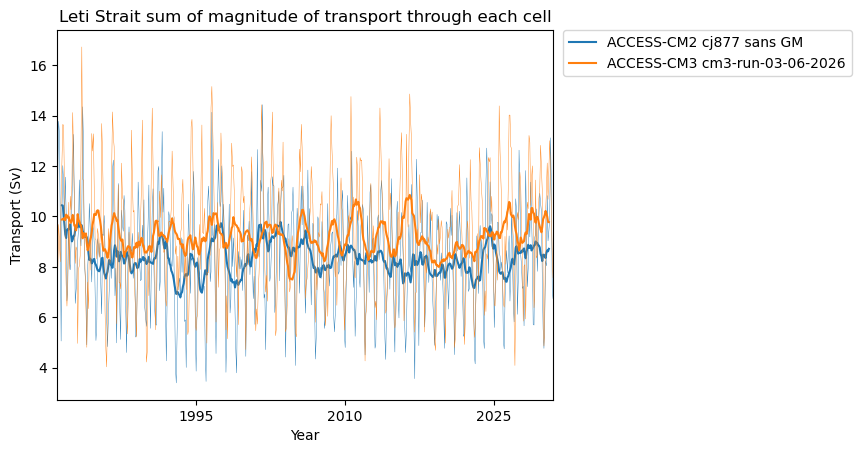 Leti Strait sum of magnitude of transport through each cell
ACCESS-CM2 cj877 sans GM
ACCESS-CM3 cm3-run-03-06-2026
Transport (Sv)
16
14
12
10
8
6
4
1995
2010
2025
Year